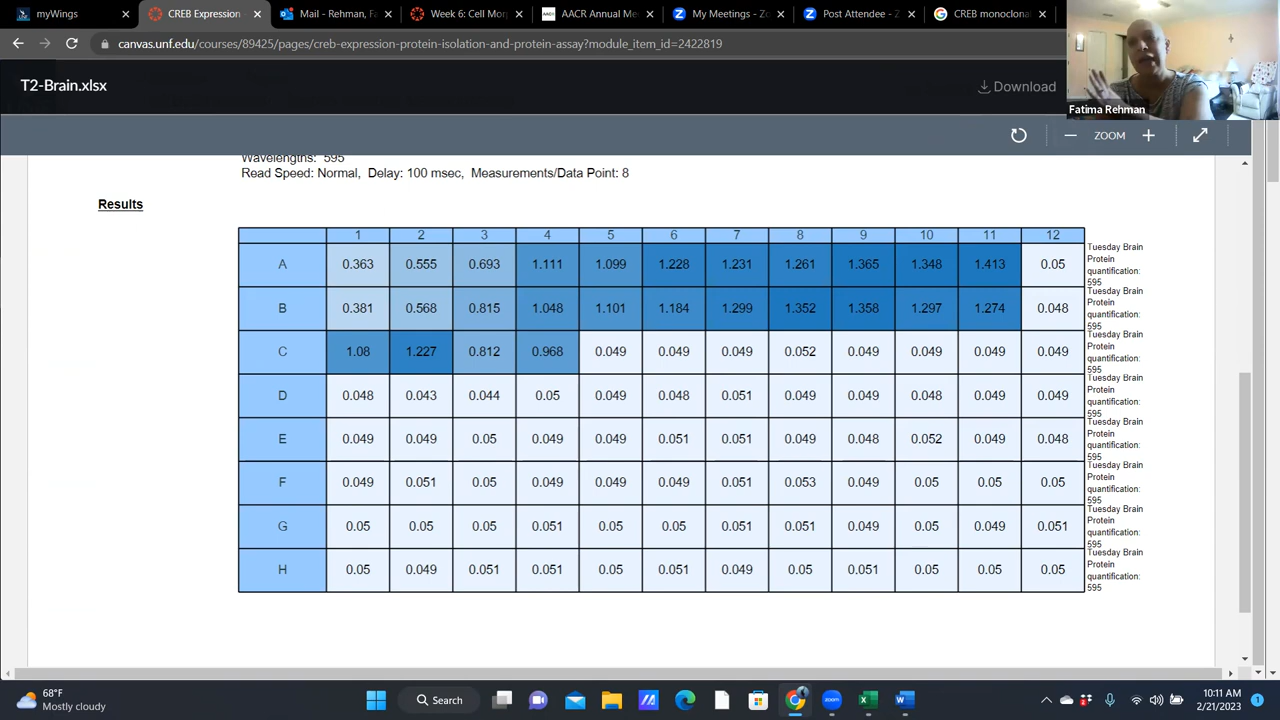 myWings
CREB Expression
Mail - Rehman, Fa
Week 6: Cell Morp
AACR Annual Me
My Meetings - Zo
Post Attendee - Zo
CREB monoclona
canvas.unf.edu/courses/89425/pages/creb-expression-protein-isolation-and-protein-assay?module_item_id=2422819
T2-Brain.xlsx
Download
Fatima Rehman
ZOOM
Wavelengths: 595
Read Speed: Normal, Delay: 100 msec, Measurements/Data Point: 8
Results
1 2 3 4 5 6 7 8 9 10 11 12
A 0.363 0.555 0.693 1.111 1.099 1.228 1.231 1.261 1.365 1.348 1.413 0.05
Tuesday Brain
Protein
quantification:
595
B 0.381 0.568 0.815 1.048 1.101 1.184 1.299 1.352 1.358 1.297 1.274 0.048
Tuesday Brain
Protein
quantification:
595
C 1.08 1.227 0.812 0.968 0.049 0.049 0.049 0.052 0.049 0.049 0.049 0.049
Tuesday Brain
Protein
quantification:
595
D 0.048 0.043 0.044 0.05 0.049 0.048 0.051 0.049 0.049 0.048 0.049 0.049
Tuesday Brain
Protein
quantification:
595
E 0.049 0.049 0.05 0.049 0.049 0.051 0.051 0.049 0.048 0.052 0.049 0.048
Tuesday Brain
Protein
quantification:
595
F 0.049 0.051 0.05 0.049 0.049 0.049 0.051 0.053 0.049 0.05 0.05 0.05
Tuesday Brain
Protein
quantification:
595
G 0.05 0.05 0.05 0.051 0.05 0.05 0.051 0.051 0.049 0.05 0.049 0.051
Tuesday Brain
Protein
quantification:
595
H 0.05 0.049 0.051 0.051 0.05 0.051 0.049 0.05 0.051 0.05 0.05 0.05
Tuesday Brain
Protein
quantification:
595
68°F
Mostly cloudy
Search
10:11 AM
2/21/2023